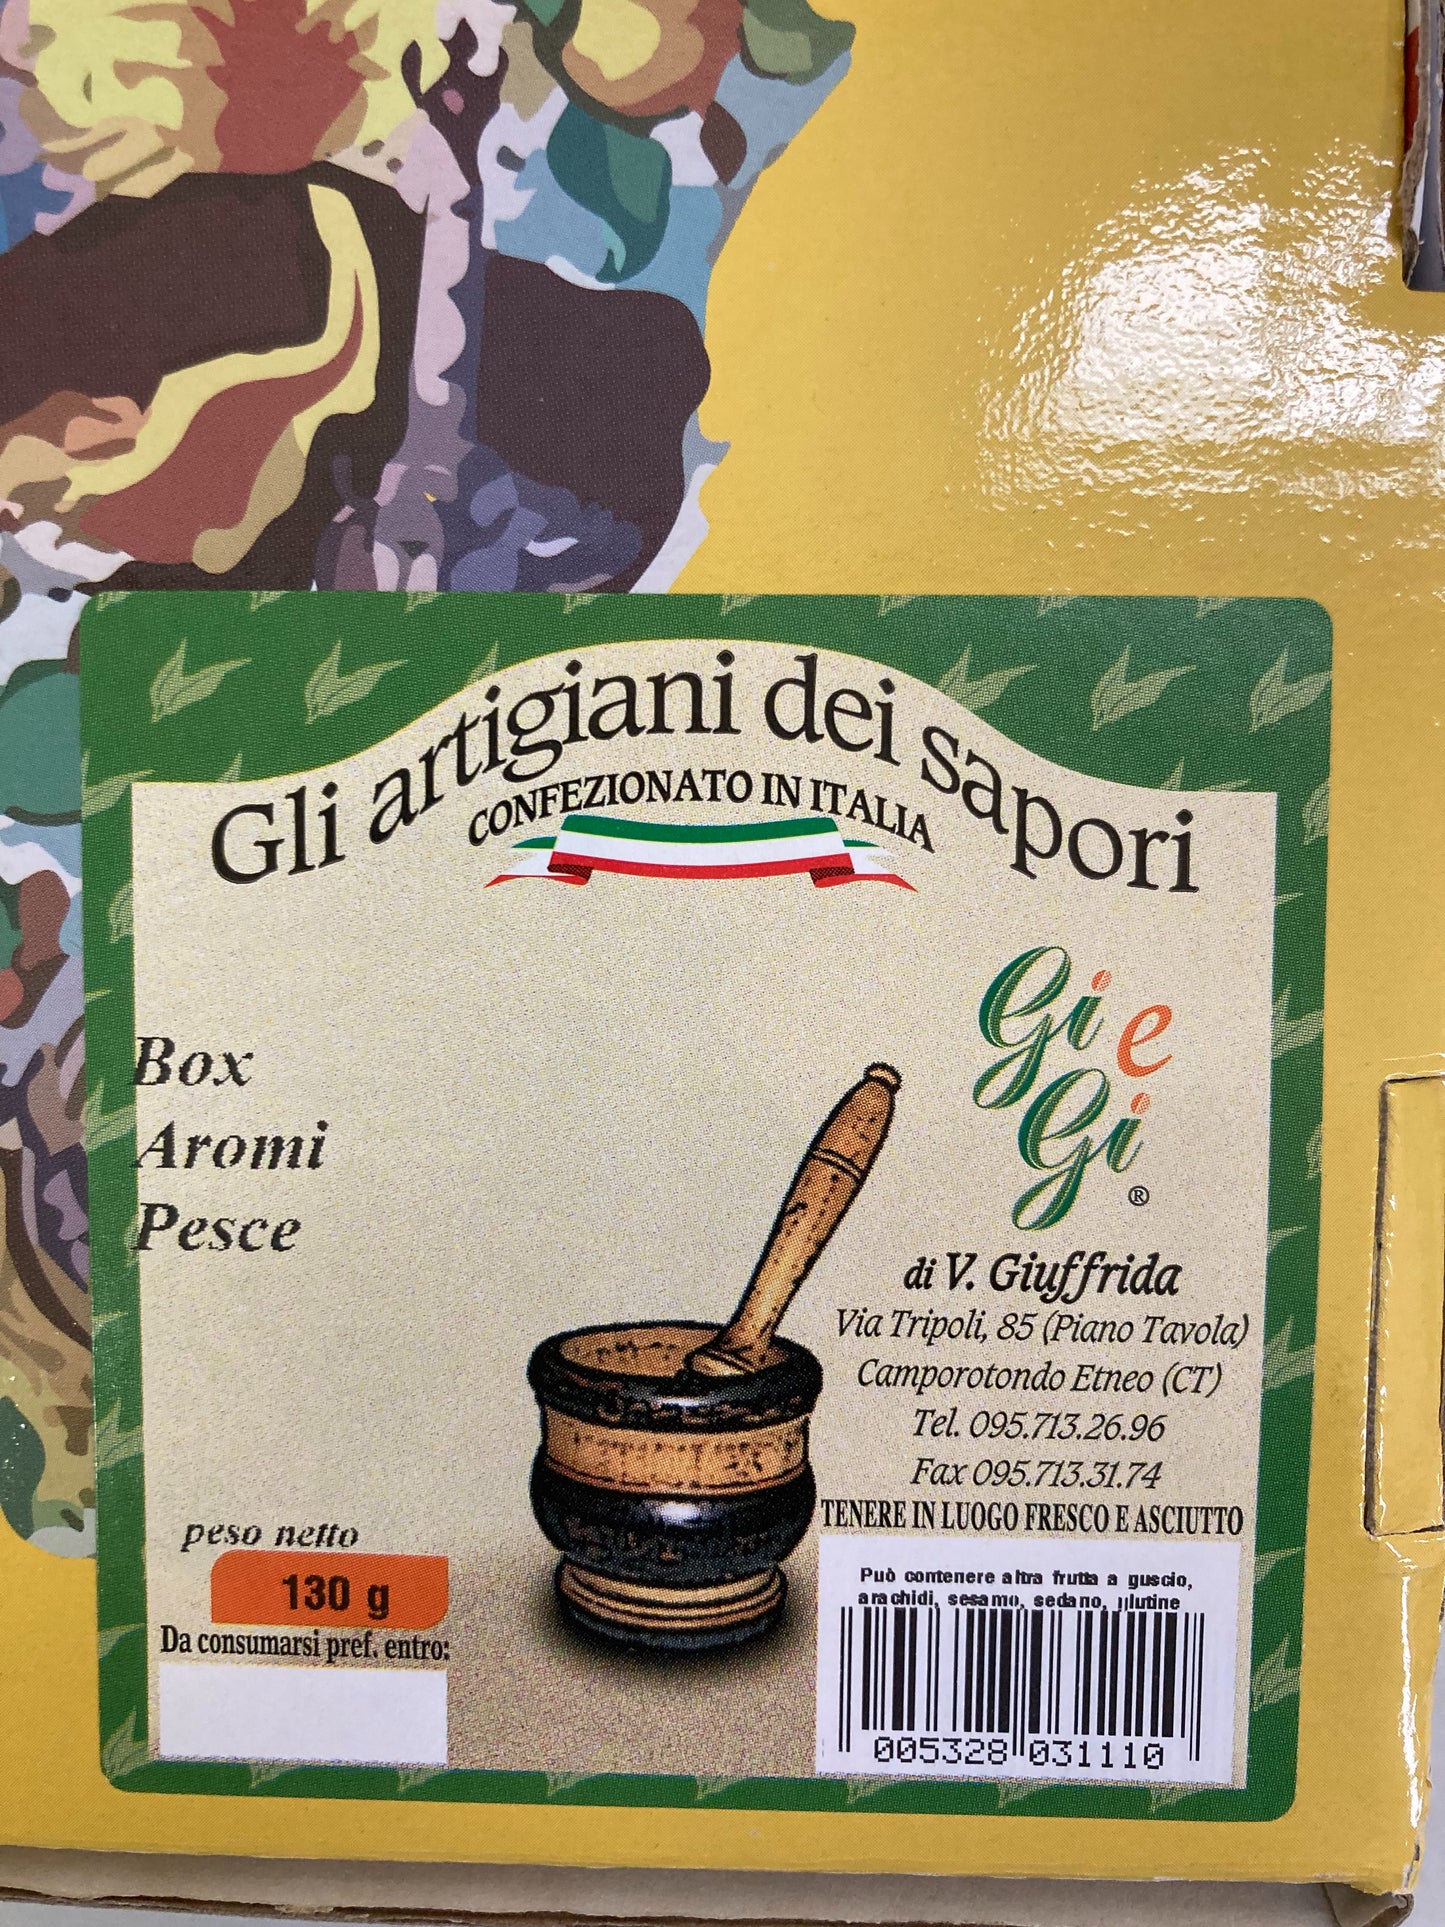 Gli artigiani dei sapori
CONFEZIONATO IN ITALIA
Gi e
Gi
®
Box
Aromi
Pesce
di V. Giuffrida
Via Tripoli, 85 (Piano Tavola)
Camporotondo Etneo (CT)
Tel. 095.713.26.96
Fax 095.713.31.74
TENERE IN LUOGO FRESCO E ASCIUTTO
peso netto
130 g
Da consumarsi pref. entro:
Può contenere altra frutta a guscio,
arachidi, sesamo, sedano, glutine
005328 031110